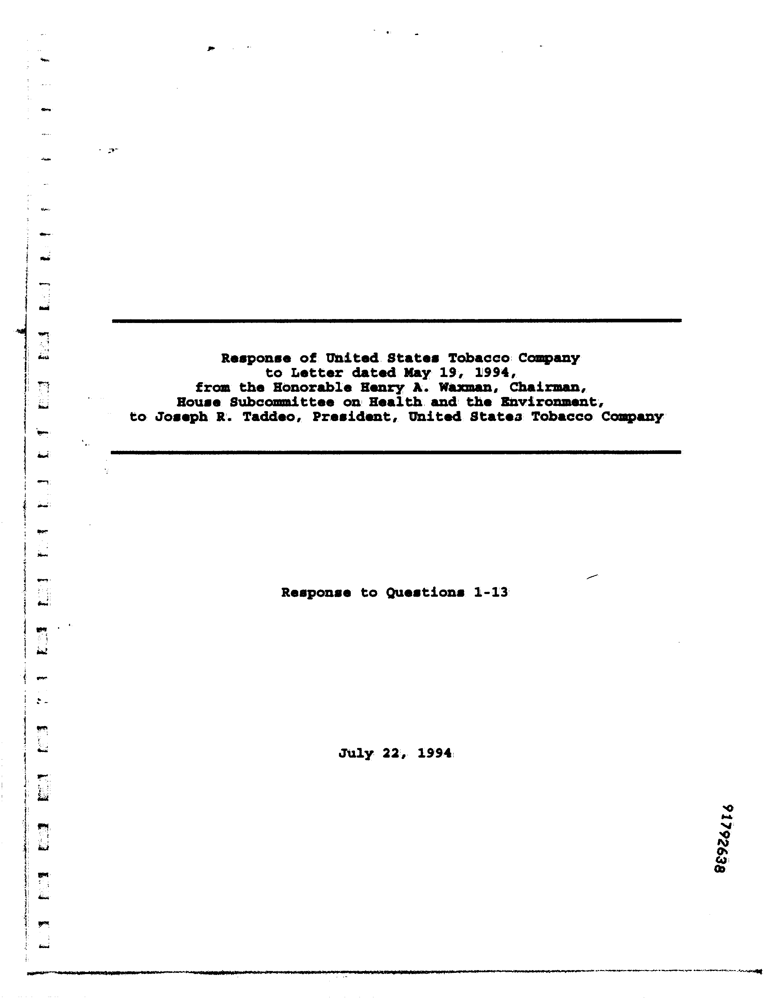 Response of United States Tobacco Company
to Letter dated May 19, 1994,
from the Honorable Henry A. Waxman, Chairman,
House Subcommittee on Health and the Environment,
to Joseph R. Taddeo, President, United States Tobacco Company
Response to Questions 1-13
July 22, 1994
91792638